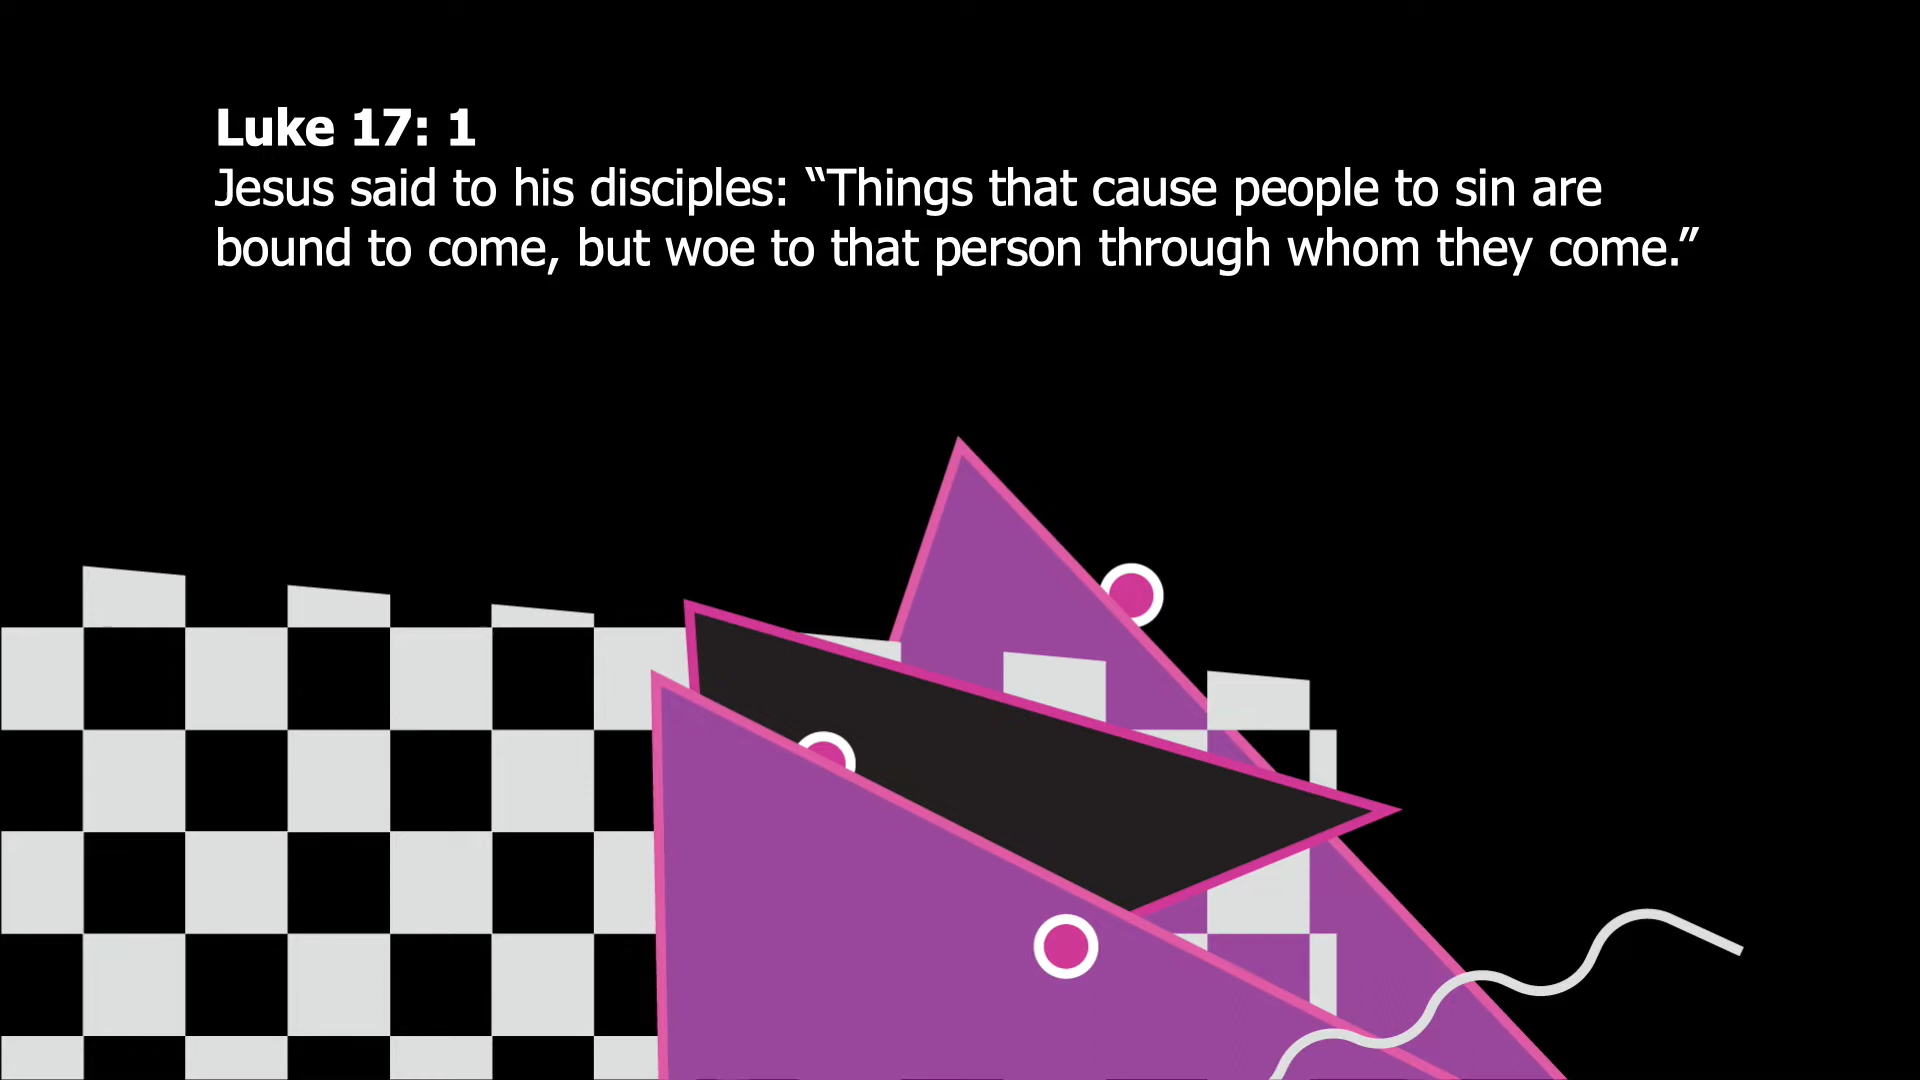 Luke 17: 1
Jesus said to his disciples: “Things that cause people to sin are
bound to come, but woe to that person through whom they come.”